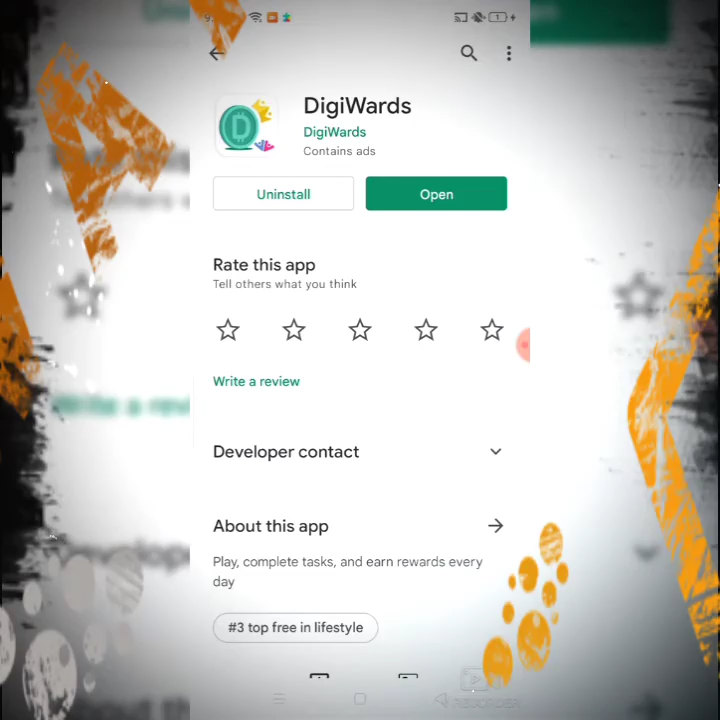 DigiWards
DigiWards
Contains ads
Uninstall
Open
Rate this app
Tell others what you think
Write a review
Developer contact
About this app
Play, complete tasks, and earn rewards every
day
#3 top free in lifestyle
RECORDER